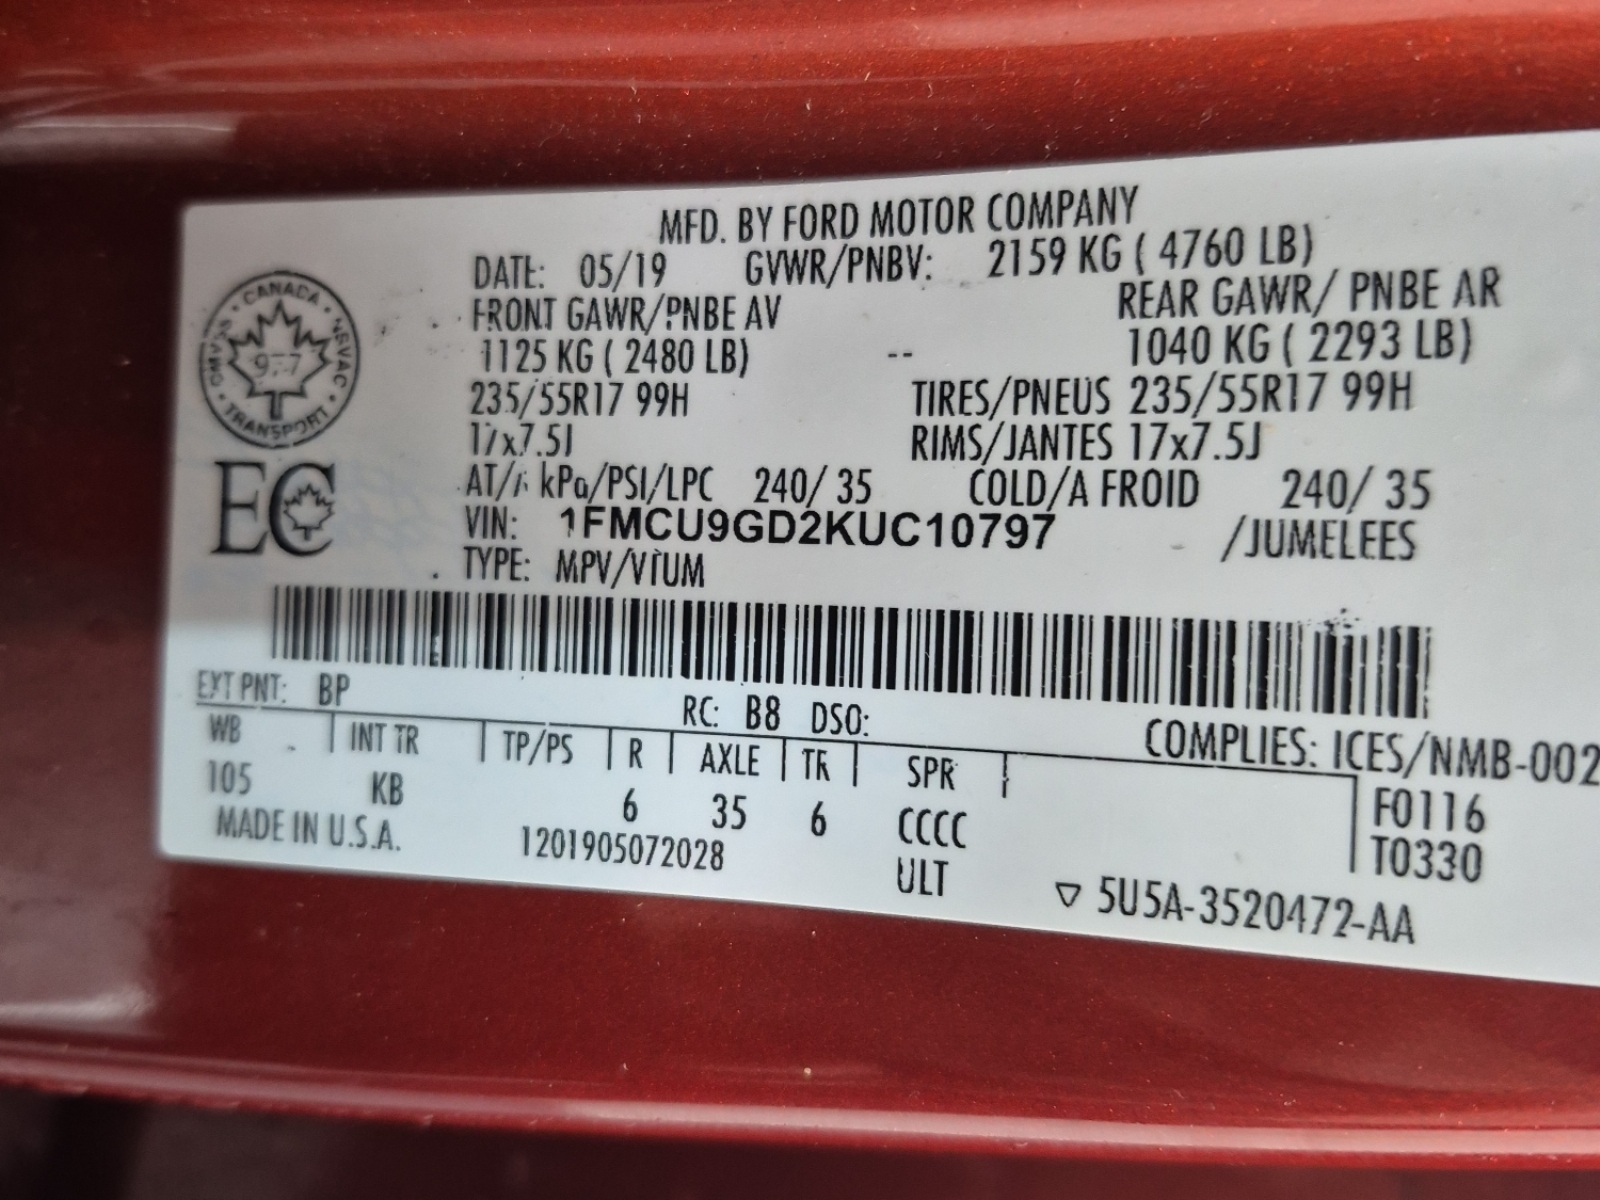 MFD. BY FORD MOTOR COMPANY
DATE: 05/19 GVWR/PNBV: 2159 KG ( 4760 LB)
FRONT GAWR/PNBE AV REAR GAWR/ PNBE AR
1125 KG ( 2480 LB) -- 1040 KG ( 2293 LB)
235/55R17 99H TIRES/PNEUS 235/55R17 99H
17x7.5J RIMS/JANTES 17x7.5J
AT/A kPa/PSI/LPC 240/ 35 COLD/A FROID 240/ 35
VIN: 1FMCU9GD2KUC10797 /JUMELEES
TYPE: MPV/VTUM
CANADA
NSVAC
TRANSPORT
EC
EXT PNT: BP RC: B8 DSO:
COMPLIES: ICES/NMB-002
WB INT TR TP/PS R AXLE TR SPR
105 KB 6 35 6 CCCC
F0116
T0330
MADE IN U.S.A. 1201905072028 ULT
▽ 5U5A-3520472-AA